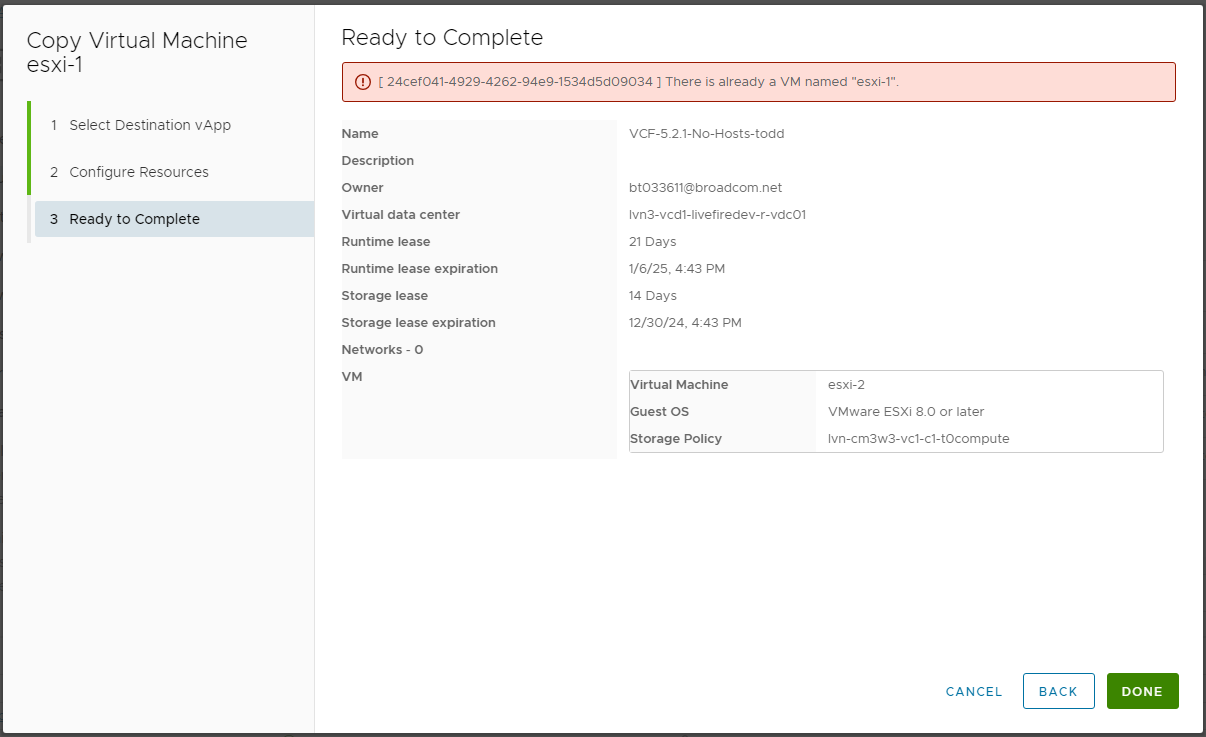 Copy Virtual Machine
esxi-1
1 Select Destination vApp
2 Configure Resources
3 Ready to Complete
Ready to Complete
[ 24cef041-4929-4262-94e9-1534d5d09034 ] There is already a VM named "esxi-1".
Name VCF-5.2.1-No-Hosts-todd
Description
Owner bt033611@broadcom.net
Virtual data center lvn3-vcd1-livefiredev-r-vdc01
Runtime lease 21 Days
Runtime lease expiration 1/6/25, 4:43 PM
Storage lease 14 Days
Storage lease expiration 12/30/24, 4:43 PM
Networks - 0
VM
Virtual Machine esxi-2
Guest OS VMware ESXi 8.0 or later
Storage Policy lvn-cm3w3-vc1-c1-t0compute
CANCEL BACK DONE